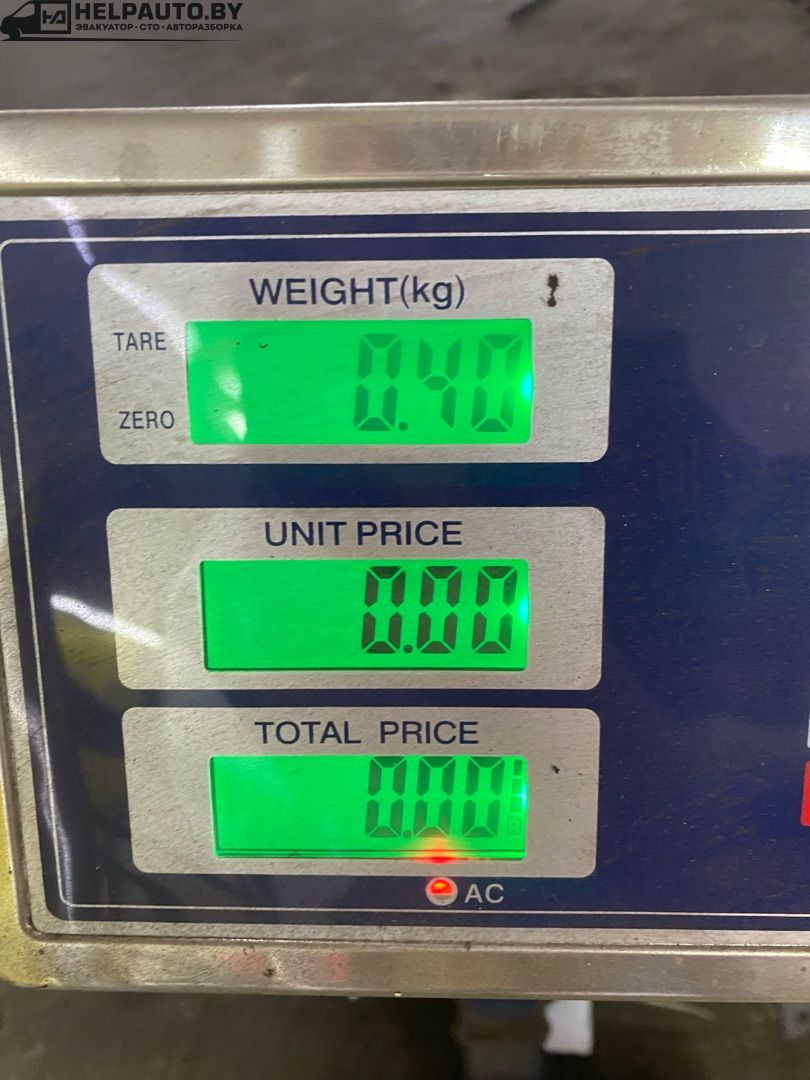 HELPAUTO.BY
ЭВАКУАТОР • СТО • АВТОРАЗБОРКА
WEIGHT(kg)
TARE
0.40
ZERO
UNIT PRICE
0.00
TOTAL PRICE
0.00
AC